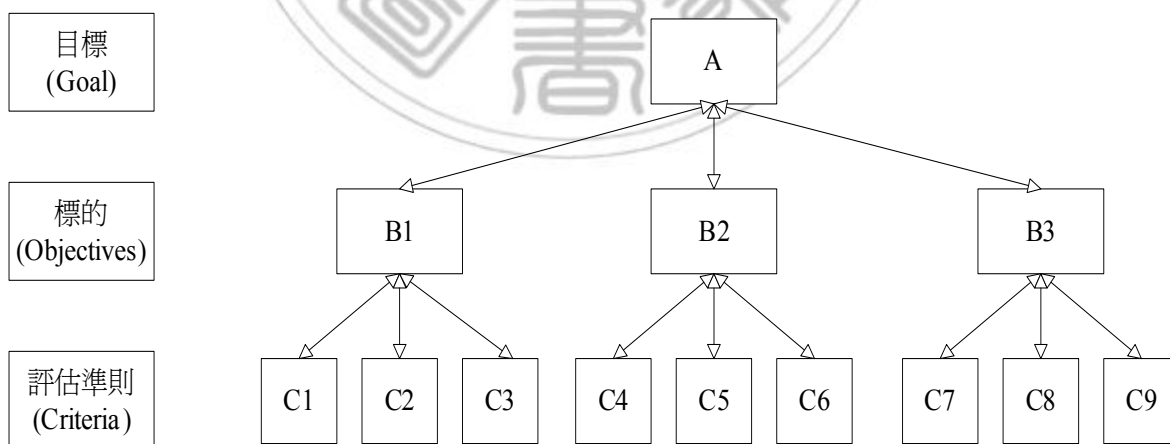 目標
(Goal)
A
標的
(Objectives)
B1
B2
B3
評估準則
(Criteria)
C1
C2
C3
C4
C5
C6
C7
C8
C9